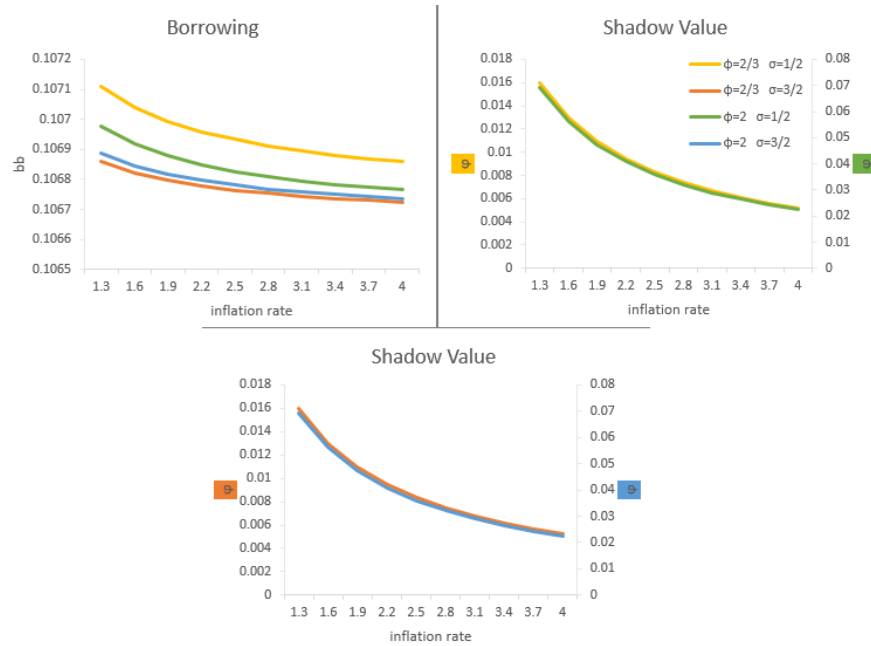 Borrowing
0.1072
0.1071
0.107
0.1069
0.1068
0.1067
0.1066
0.1065
bb
1.3 1.6 1.9 2.2 2.5 2.8 3.1 3.4 3.7 4
inflation rate
Shadow Value
0.018
0.016
0.014
0.012
0.01
0.008
0.006
0.004
0.002
0
φ
ϕ=2/3 σ=1/2
ϕ=2/3 σ=3/2
ϕ=2 σ=1/2
ϕ=2 σ=3/2
0.08
0.07
0.06
0.05
0.04
0.03
0.02
0.01
0
φ
1.3 1.6 1.9 2.2 2.5 2.8 3.1 3.4 3.7 4
inflation rate
Shadow Value
0.018
0.016
0.014
0.012
0.01
0.008
0.006
0.004
0.002
0
φ
0.08
0.07
0.06
0.05
0.04
0.03
0.02
0.01
0
φ
1.3 1.6 1.9 2.2 2.5 2.8 3.1 3.4 3.7 4
inflation rate